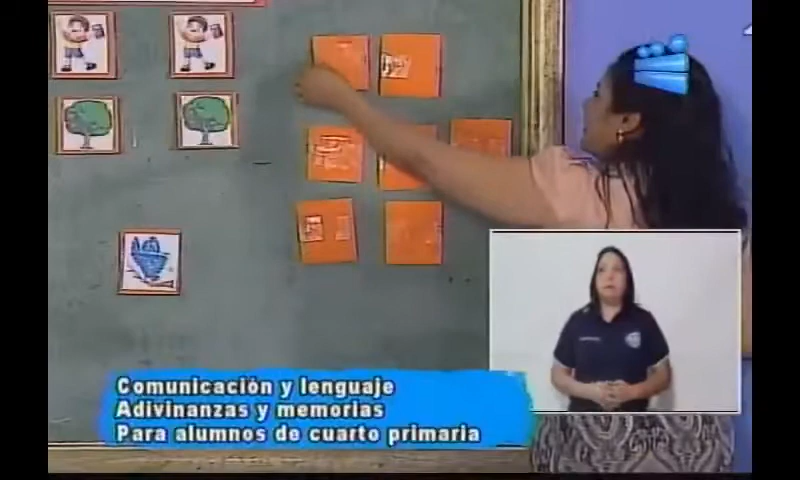 Comunicación y lenguaje
Adivinanzas y memorias
Para alumnos de cuarto primaria